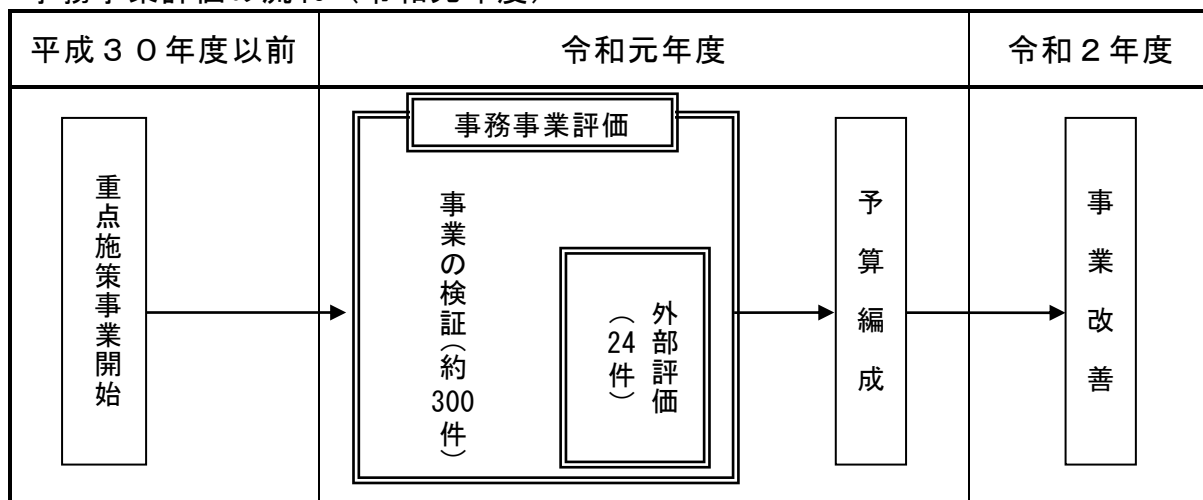 平成３０年度以前
令和元年度
令和２年度
重点施策事業開始
事務事業評価
事業の検証（約300件）
外部評価
（24件）
予算編成
事業改善